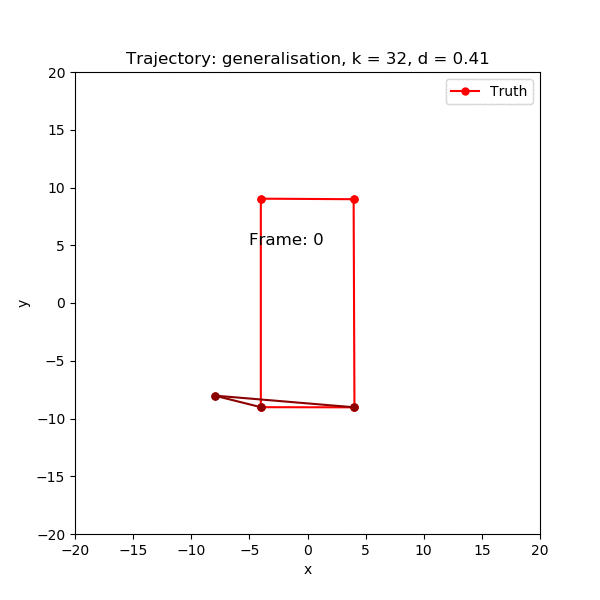 Trajectory: generalisation, k = 32, d = 0.41
20
Truth
15
10
Frame: 0
5
y
0
−5
−10
−15
−20
−20 −15 −10 −5 0 5 10 15 20
x